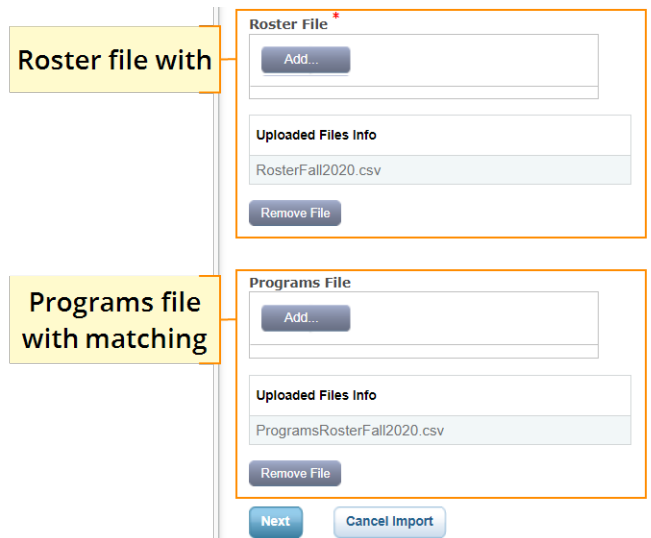 Roster File *
Roster file with
Add...
Uploaded Files Info
RosterFall2020.csv
Remove File
Programs File
Programs file
with matching
Add...
Uploaded Files Info
ProgramsRosterFall2020.csv
Remove File
Next
Cancel Import